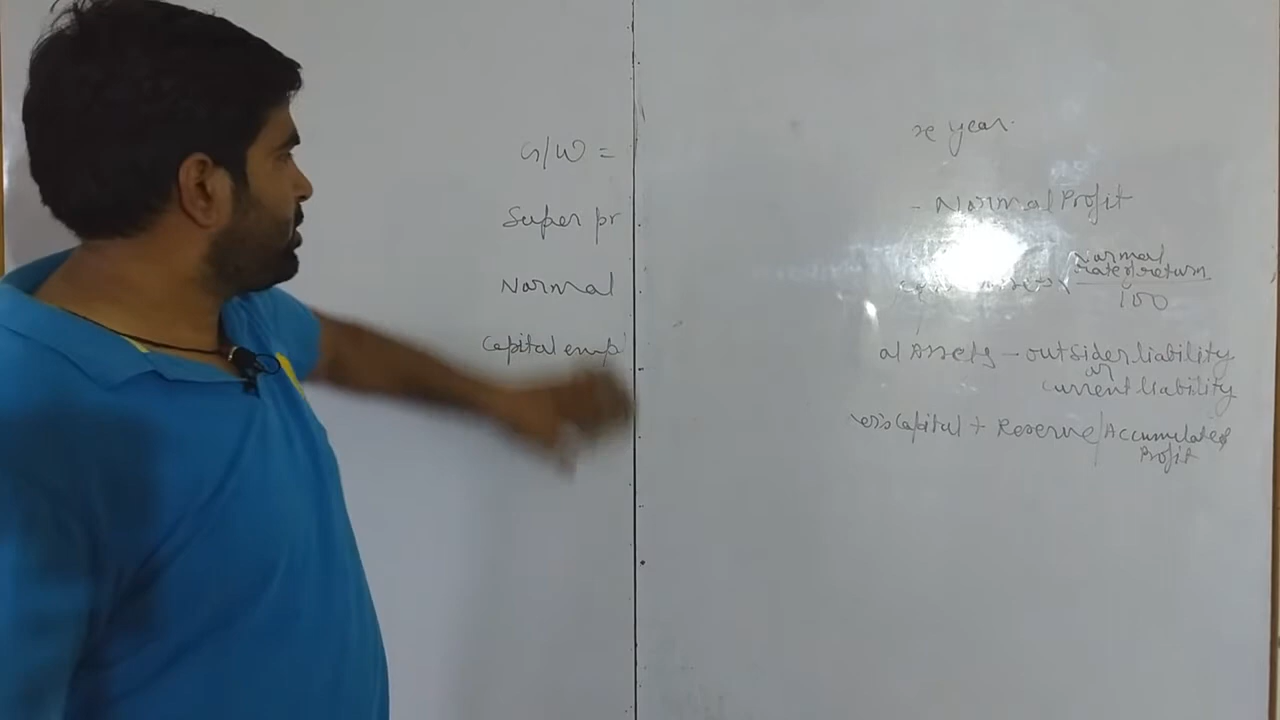 G/W = x year.
Super pr - Normal Profit
Normal
Normal
rate of return
100
Capital emp al Assets - outsider liability
or
current liability
er's Capital + Reserve/Accumulated
Profit